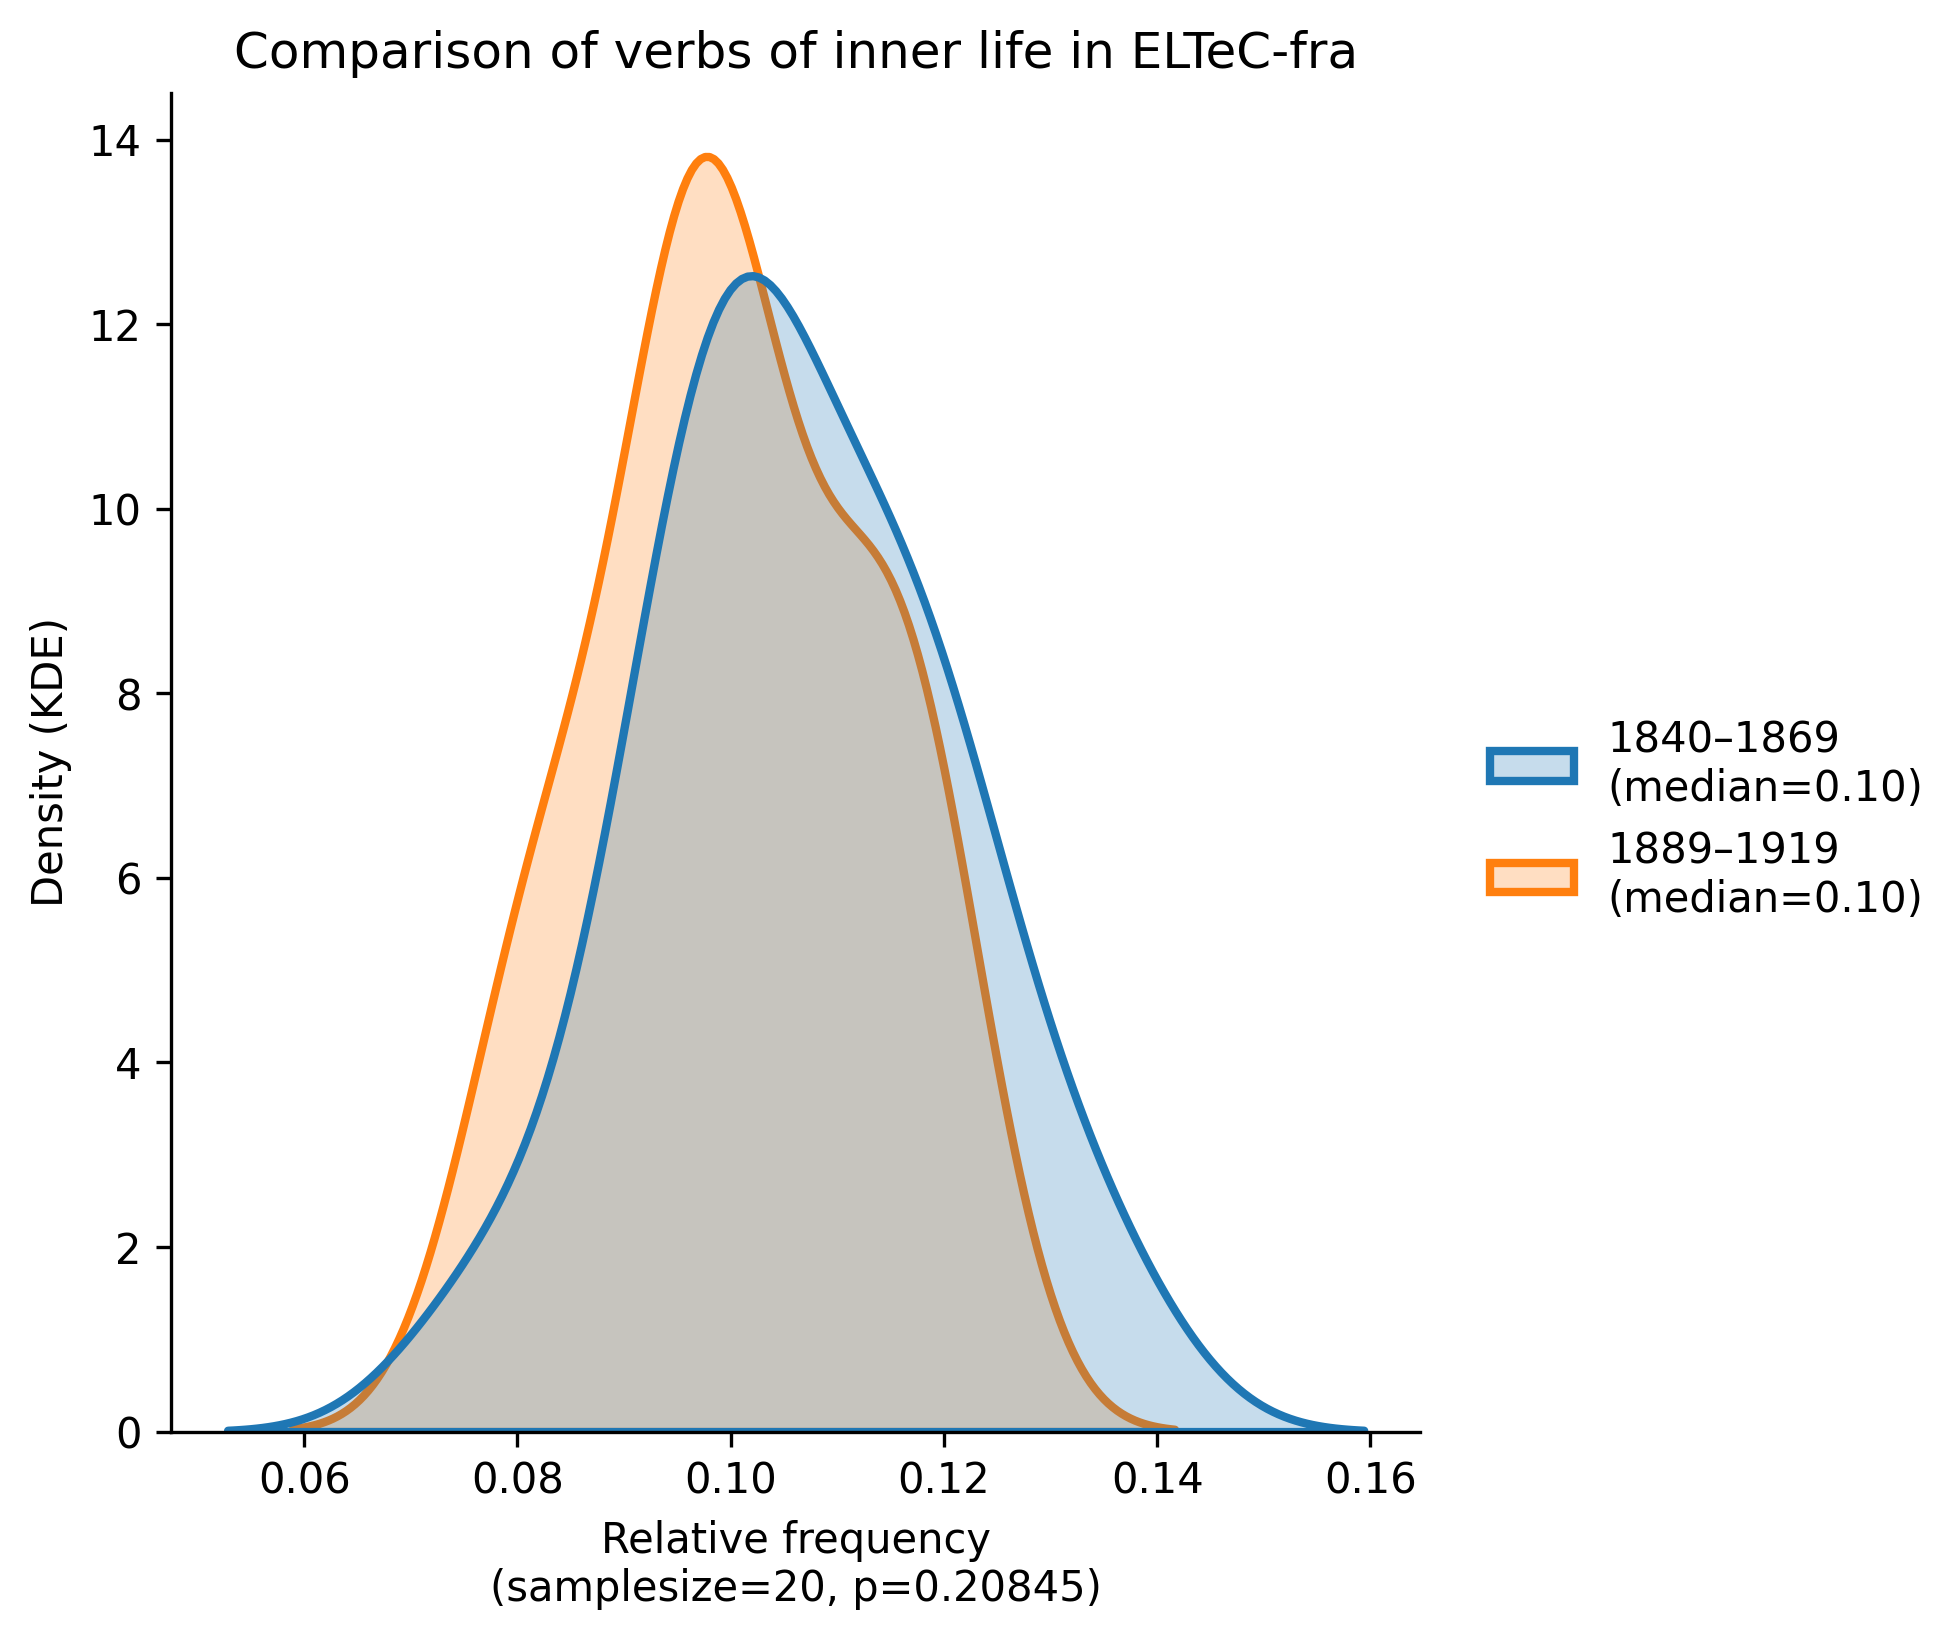 Comparison of verbs of inner life in ELTeC-fra
14
12
10
8
6
4
2
0
Density (KDE)
0.06 0.08 0.10 0.12 0.14 0.16
Relative frequency
(samplesize=20, p=0.20845)
1840–1869
(median=0.10)
1889–1919
(median=0.10)